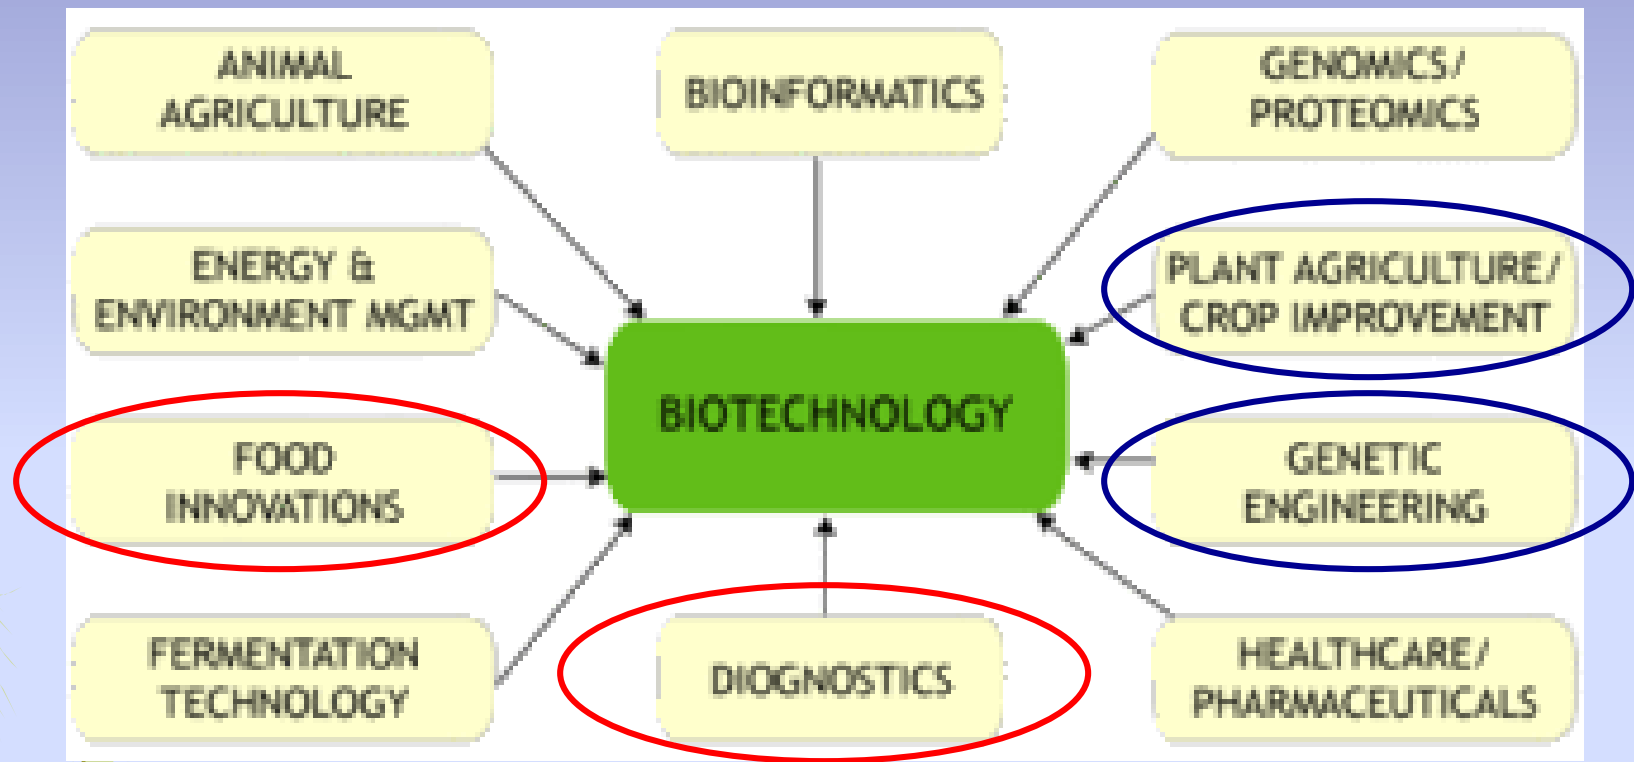 ANIMAL
AGRICULTURE
BIOINFORMATICS
GENOMICS/
PROTEOMICS
ENERGY &
ENVIRONMENT MGMT
PLANT AGRICULTURE/
CROP IMPROVEMENT
BIOTECHNOLOGY
FOOD
INNOVATIONS
GENETIC
ENGINEERING
FERMENTATION
TECHNOLOGY
DIOGNOSTICS
HEALTHCARE/
PHARMACEUTICALS